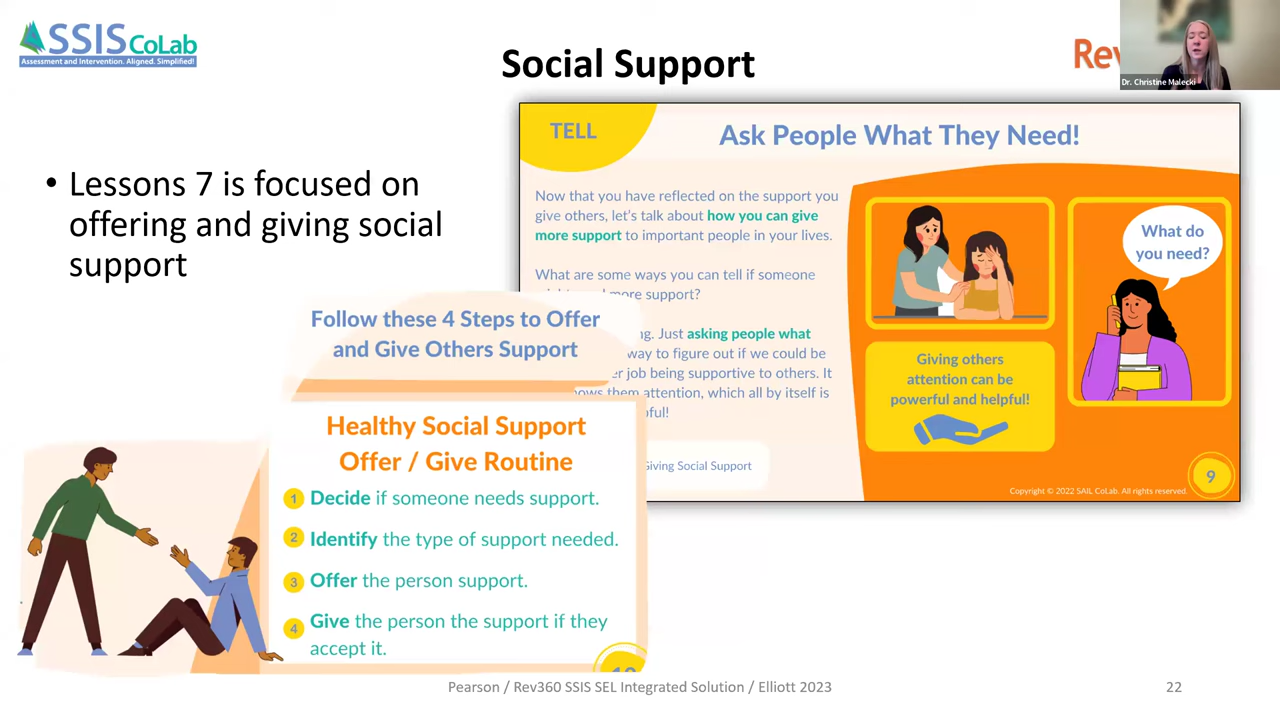 SSIS CoLab
Assessment and Intervention. Aligned. Simplified!
Social Support
Dr. Christine Malecki
• Lessons 7 is focused on
offering and giving social
support
TELL
Ask People What They Need!
Now that you have reflected on the support you
give others, let's talk about how you can give
more support to important people in your lives.
What are some ways you can tell if someone
more support?
Just asking people what
way to figure out if we could be
job being supportive to others. It
them attention, which all by itself is
Giving Social Support
What do
you need?
Giving others
attention can be
powerful and helpful!
Copyright © 2022 SAIL CoLab. All rights reserved.
9
Follow these 4 Steps to Offer
and Give Others Support
Healthy Social Support
Offer / Give Routine
1 Decide if someone needs support.
2 Identify the type of support needed.
3 Offer the person support.
4 Give the person the support if they
accept it.
Pearson / Rev360 SSIS SEL Integrated Solution / Elliott 2023
22